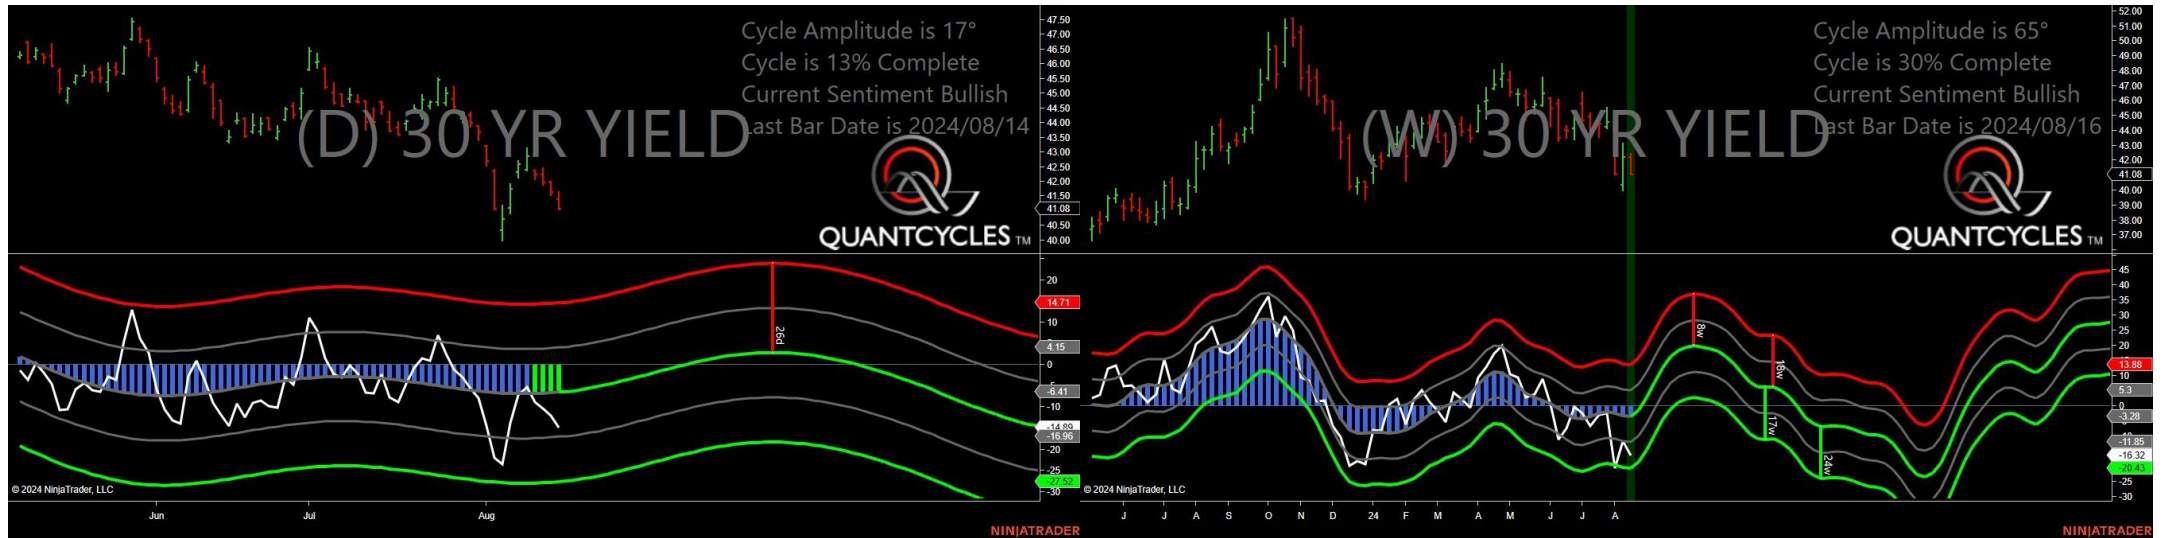 Cycle Amplitude is 17°
Cycle is 13% Complete
Current Sentiment Bullish
Last Bar Date is 2024/08/14
(D) 30 YR YIELD
QUANTCYCLES TM
47.50
47.00
46.50
46.00
45.50
45.00
44.50
44.00
43.50
43.00
42.50
42.00
41.50
41.08
40.50
40.00
26d
20
14.71
10
4.15
0
-6.41
-10
-14.89
-16.96
-20
-25
-27.52
-30
© 2024 NinjaTrader, LLC
Jun Jul Aug
NINJATRADER
Cycle Amplitude is 65°
Cycle is 30% Complete
Current Sentiment Bullish
Last Bar Date is 2024/08/16
(W) 30 YR YIELD
QUANTCYCLES TM
52.00
51.00
50.00
49.00
48.00
47.00
46.00
45.00
44.00
43.00
42.00
41.08
40.00
39.00
38.00
37.00
8w
18w
17w
24w
45
40
35
30
25
20
13.88
10
5.3
0
-3.28
-11.85
-16.32
-20.43
-25
-30
© 2024 NinjaTrader, LLC
J J A S O N D 24 F M A M J J A
NINJATRADER